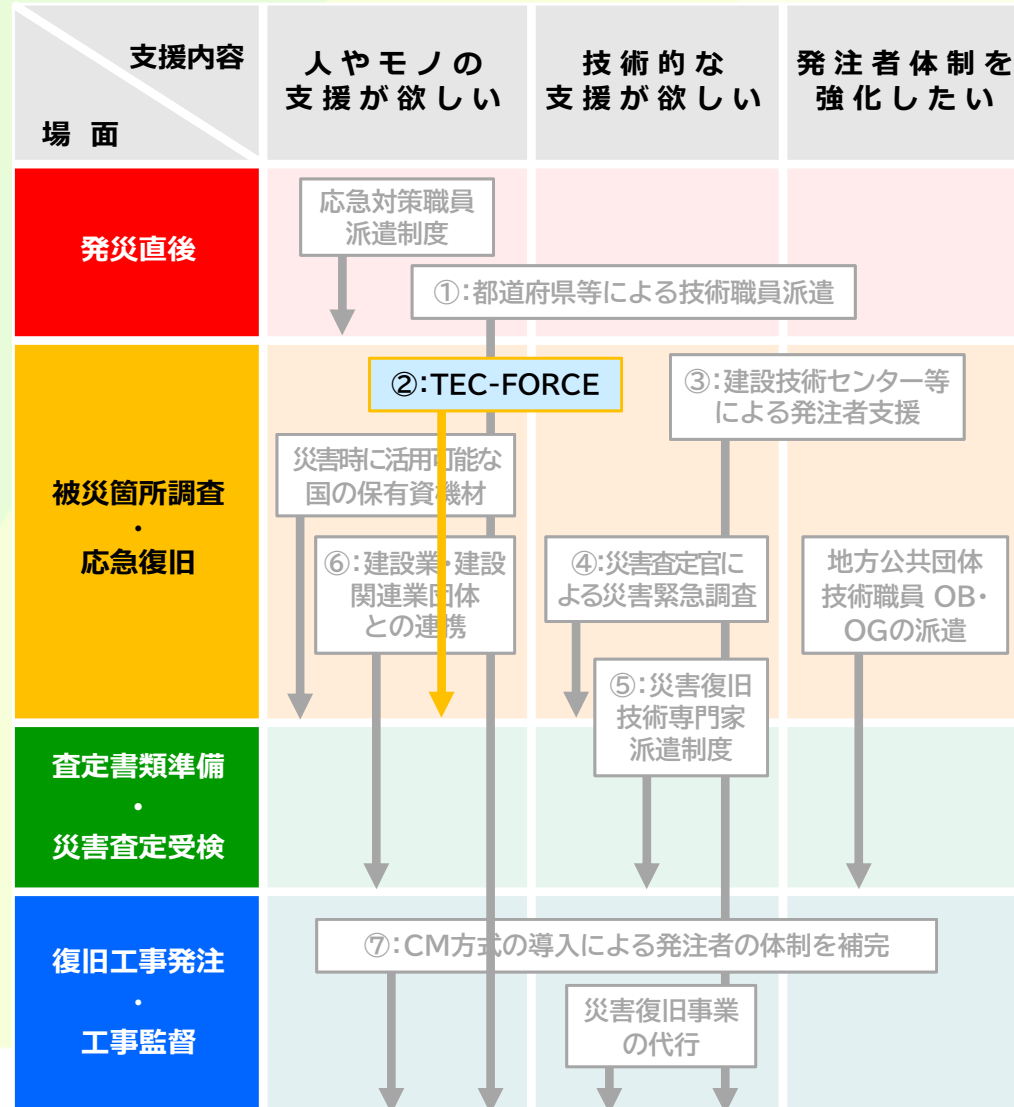 支援内容
場 面
人やモノの
支援が欲しい
技術的な
支援が欲しい
発注者体制を
強化したい
発災直後
応急対策職員
派遣制度
①:都道府県等による技術職員派遣
被災箇所調査
・
応急復旧
②:TEC-FORCE
③:建設技術センター等
による発注者支援
災害時に活用可能な
国の保有資機材
⑥:建設業・建設
関連業団体
との連携
④:災害査定官に
よる災害緊急調査
地方公共団体
技術職員 OB・
OGの派遣
⑤:災害復旧
技術専門家
派遣制度
査定書類準備
・
災害査定受検
復旧工事発注
・
工事監督
⑦:CM方式の導入による発注者の体制を補完
災害復旧事業
の代行